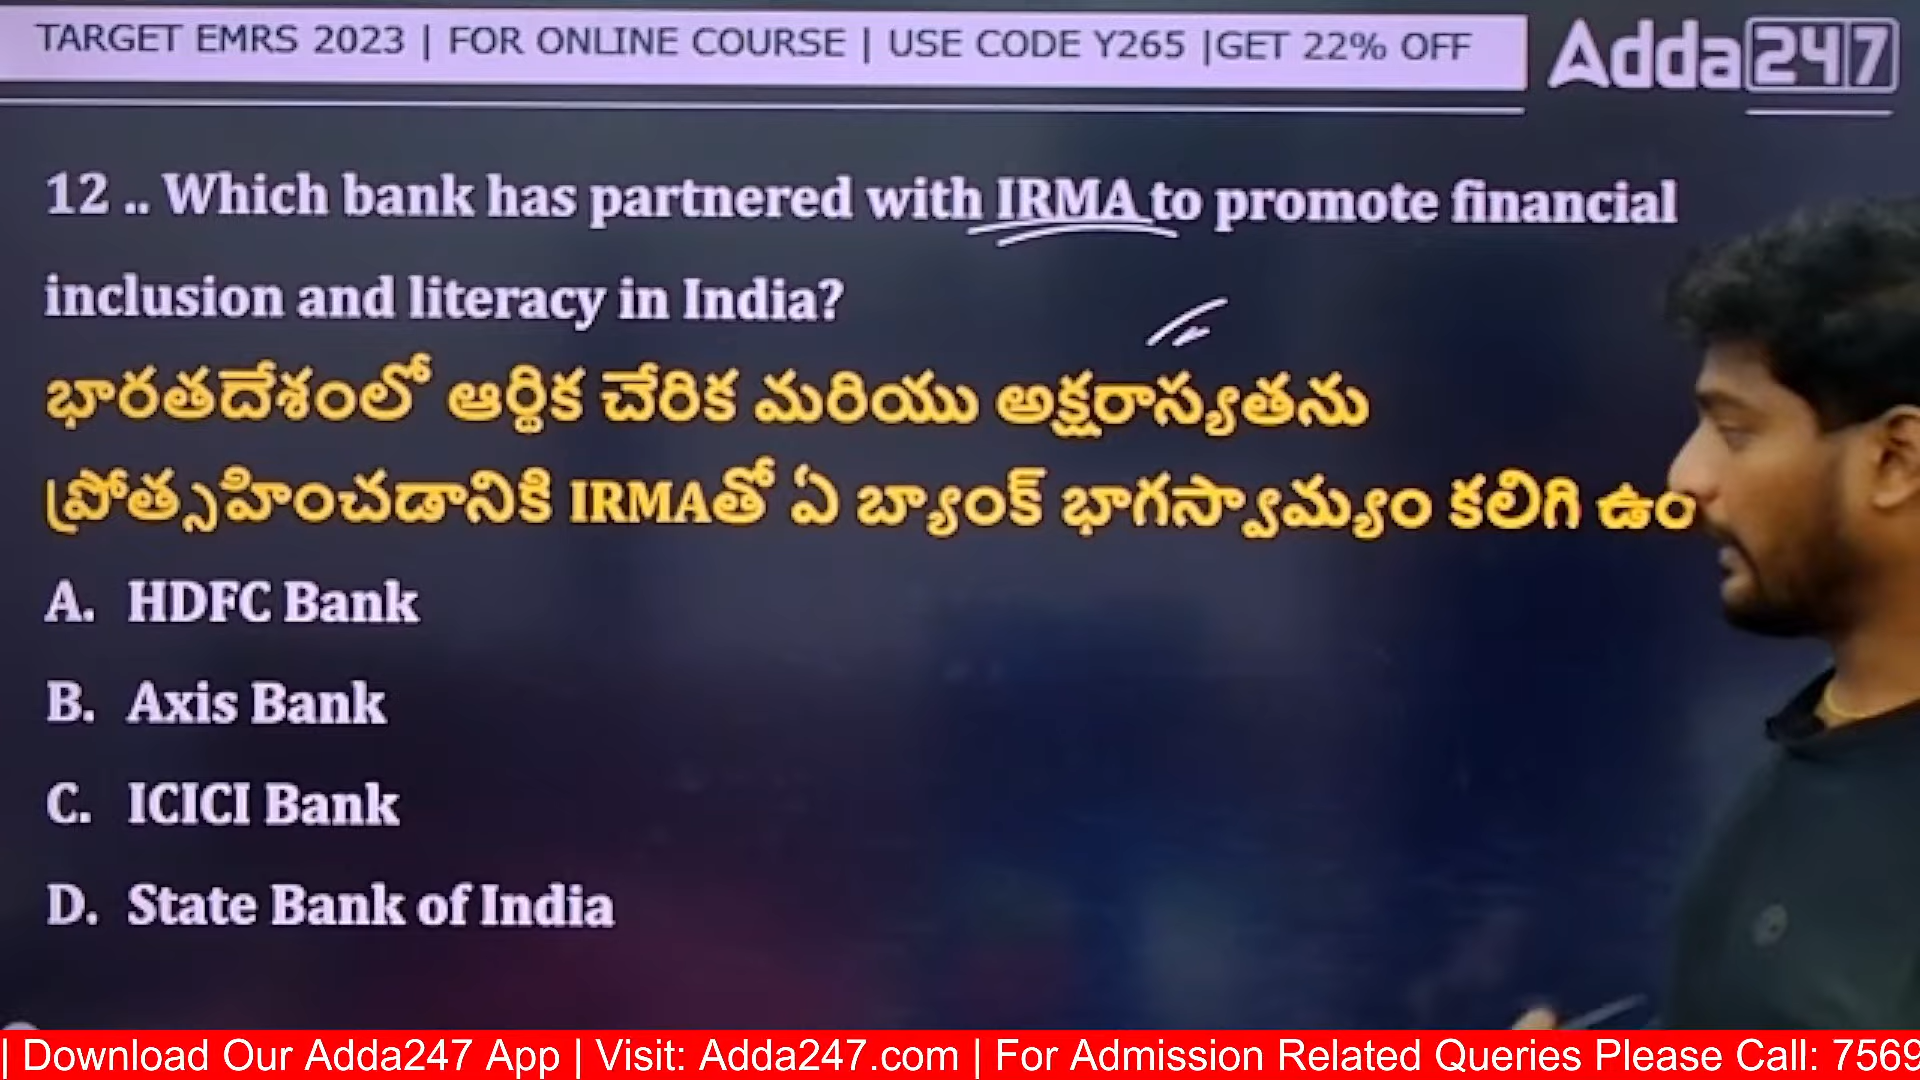 TARGET EMRS 2023 | FOR ONLINE COURSE | USE CODE Y265 |GET 22% OFF
Adda247
12 .. Which bank has partnered with IRMA to promote financial
inclusion and literacy in India?
భారతదేశంలో ఆర్థిక చేరిక మరియు అక్షరాస్యతను
ప్రోత్సహించడానికి IRMAతో ఏ బ్యాంక్ భాగస్వామ్యం కలిగి ఉం
A. HDFC Bank
B. Axis Bank
C. ICICI Bank
D. State Bank of India
| Download Our Adda247 App | Visit: Adda247.com | For Admission Related Queries Please Call: 7569